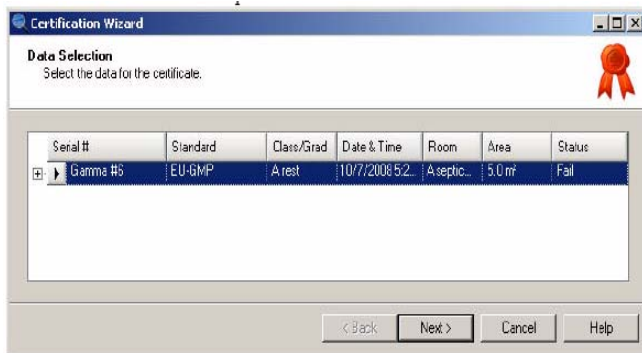 Certification Wizard
Data Selection
Select the data for the certificate.
Serial # Standard Class/Grad Date & Time Room Area Status
Gamma #6 EU-GMP A rest 10/7/2008 5:2... Aseptic... 5.0 m² Fail
< Back Next > Cancel Help